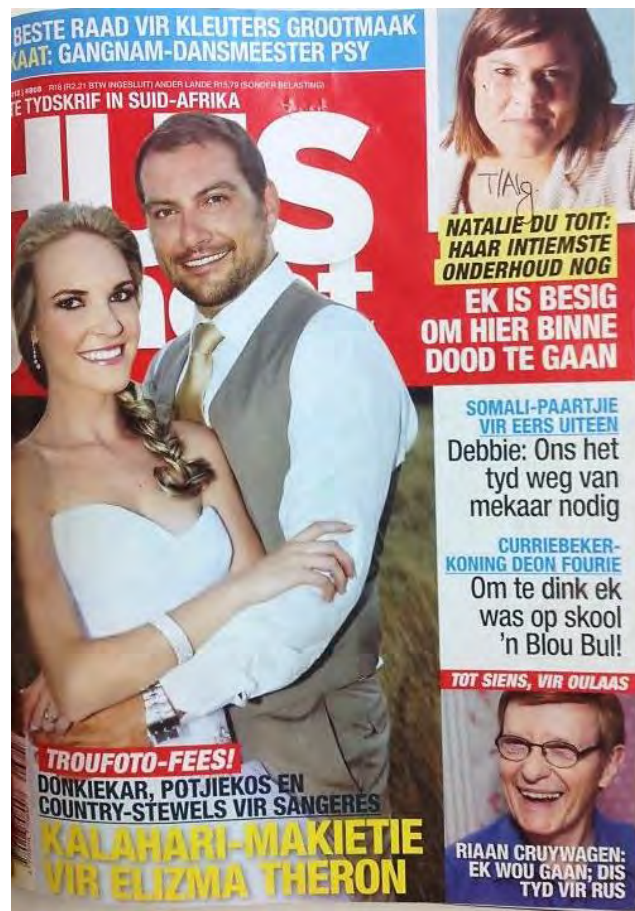 BESTE RAAD VIR KLEUTERS GROOTMAAK
KAAT: GANGNAM-DANSMEESTER PSY
R18 (R2,21 BTW INGESLUIT) ANDER LANDE R15,79 (SONDER BELASTING)
TE TYDSKRIF IN SUID-AFRIKA
HUIS
T/Alg.
NATALIE DU TOIT:
HAAR INTIEMSTE
ONDERHOUD NOG
EK IS BESIG
OM HIER BINNE
DOOD TE GAAN
SOMALI-PAARTJIE
VIR EERS UITEEN
Debbie: Ons het
tyd weg van
mekaar nodig
CURRIEBEKER-
KONING DEON FOURIE
Om te dink ek
was op skool
'n Blou Bul!
TOT SIENS, VIR OULAAS
RIAAN CRUYWAGEN:
EK WOU GAAN; DIS
TYD VIR RUS
TROUFOTO-FEES!
DONKIEKAR, POTJIEKOS EN
COUNTRY-STEWELS VIR SANGERES
KALAHARI-MAKIETIE
VIR ELIZMA THERON